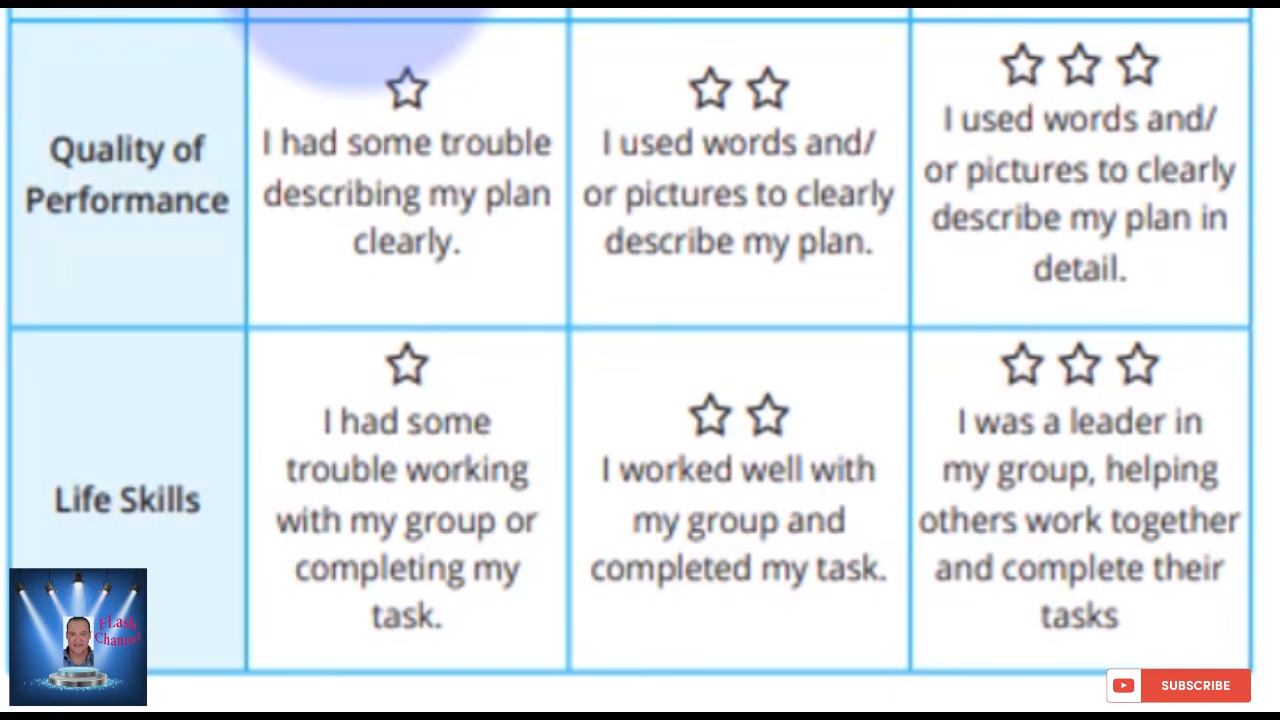 Quality of
Performance
I had some trouble
describing my plan
clearly.
I used words and/
or pictures to clearly
describe my plan.
I used words and/
or pictures to clearly
describe my plan in
detail.
Life Skills
I had some
trouble working
with my group or
completing my
task.
I worked well with
my group and
completed my task.
I was a leader in
my group, helping
others work together
and complete their
tasks
FLash
Channel
SUBSCRIBE